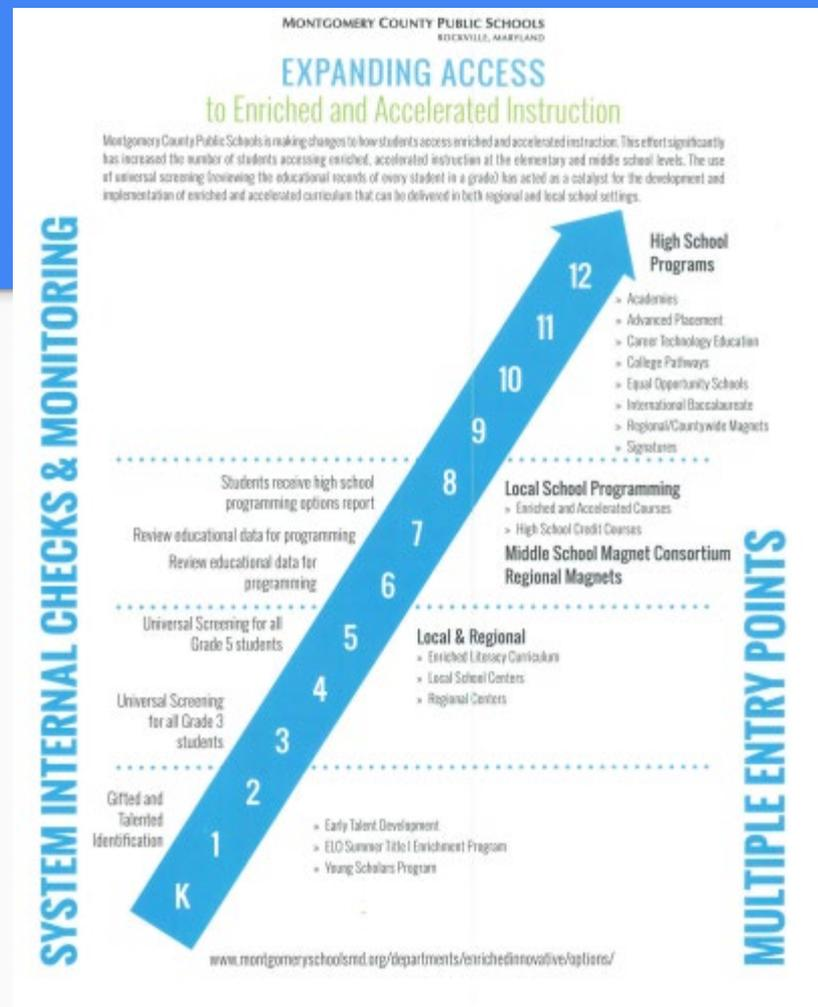 MONTGOMERY COUNTY PUBLIC SCHOOLS
ROCKVILLE, MARYLAND
EXPANDING ACCESS
to Enriched and Accelerated Instruction
Montgomery County Public Schools is making changes to how students access enriched and accelerated instruction. This effort significantly
has increased the number of students accessing enriched, accelerated instruction at the elementary and middle school levels. The use
of universal screening (reviewing the educational records of every student in a grade) has acted as a catalyst for the development and
implementation of enriched and accelerated curriculum that can be delivered in both regional and local school settings.
SYSTEM INTERNAL CHECKS & MONITORING
12
11
10
9
High School
Programs
» Academies
» Advanced Placement
» Career Technology Education
» College Pathways
» Equal Opportunity Schools
» International Baccalaureate
» Regional/Countywide Magnets
» Signatures
Students receive high school
programming options report
Review educational data for programming
Review educational data for
programming
8
7
6
Local School Programming
» Enriched and Accelerated Courses
» High School Credit Courses
Middle School Magnet Consortium
Regional Magnets
Universal Screening for all
Grade 5 students
Universal Screening
for all Grade 3
students
5
4
3
Local & Regional
» Enriched Literacy Curriculum
» Local School Centers
» Regional Centers
Gifted and
Talented
Identification
2
1
K
» Early Talent Development
» ELO Summer Title I Enrichment Program
» Young Scholars Program
MULTIPLE ENTRY POINTS
www.montgomeryschoolsmd.org/departments/enrichedinnovative/options/